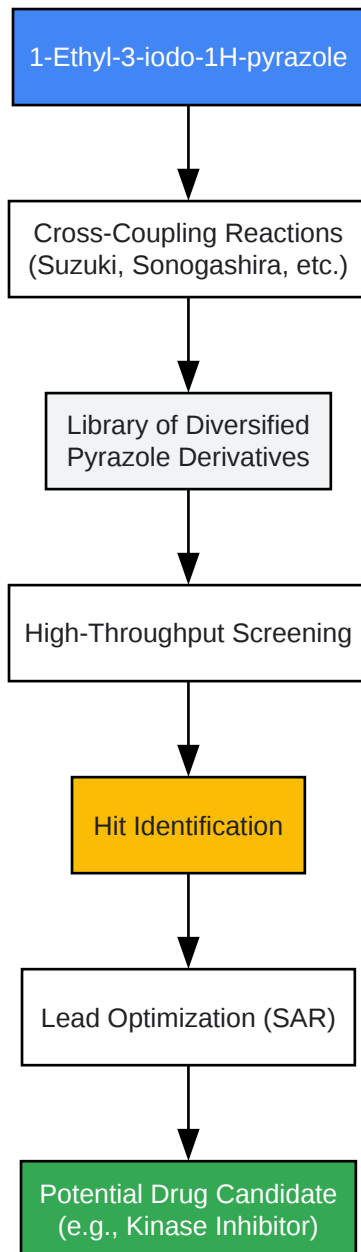 1-Ethyl-3-iodo-1H-pyrazole
Cross-Coupling Reactions
(Suzuki, Sonogashira, etc.)
Library of Diversified
Pyrazole Derivatives
High-Throughput Screening
Hit Identification
Lead Optimization (SAR)
Potential Drug Candidate
(e.g., Kinase Inhibitor)